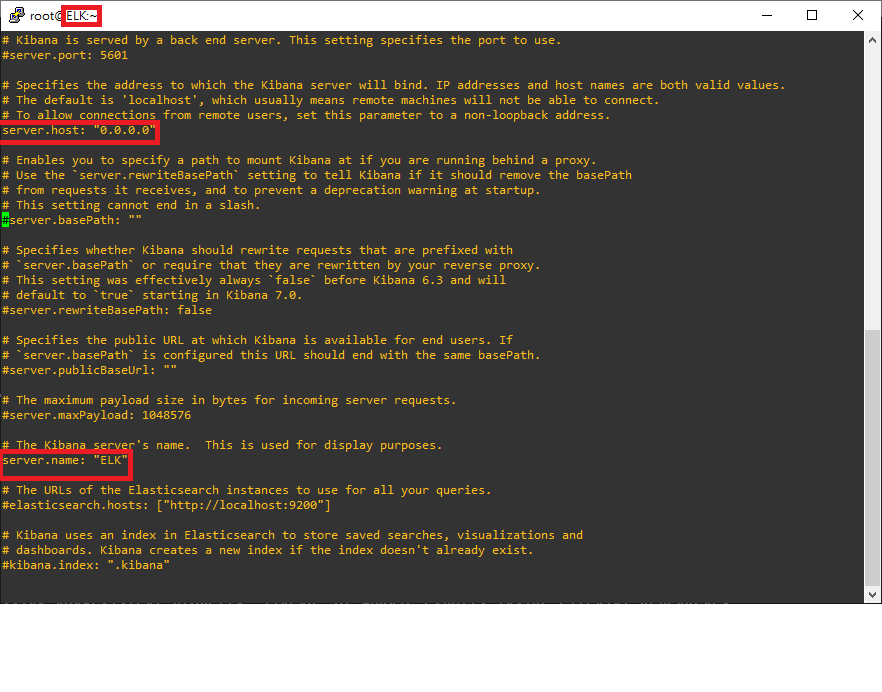 root@ELK:~
# Kibana is served by a back end server. This setting specifies the port to use.
#server.port: 5601
# Specifies the address to which the Kibana server will bind. IP addresses and host names are both valid values.
# The default is 'localhost', which usually means remote machines will not be able to connect.
# To allow connections from remote users, set this parameter to a non-loopback address.
server.host: "0.0.0.0"
# Enables you to specify a path to mount Kibana at if you are running behind a proxy.
# Use the `server.rewriteBasePath` setting to tell Kibana if it should remove the basePath
# from requests it receives, and to prevent a deprecation warning at startup.
# This setting cannot end in a slash.
#server.basePath: ""
# Specifies whether Kibana should rewrite requests that are prefixed with
# `server.basePath` or require that they are rewritten by your reverse proxy.
# This setting was effectively always `false` before Kibana 6.3 and will
# default to `true` starting in Kibana 7.0.
#server.rewriteBasePath: false
# Specifies the public URL at which Kibana is available for end users. If
# `server.basePath` is configured this URL should end with the same basePath.
#server.publicBaseUrl: ""
# The maximum payload size in bytes for incoming server requests.
#server.maxPayload: 1048576
# The Kibana server's name.  This is used for display purposes.
server.name: "ELK"
# The URLs of the Elasticsearch instances to use for all your queries.
#elasticsearch.hosts: ["http://localhost:9200"]
# Kibana uses an index in Elasticsearch to store saved searches, visualizations and
# dashboards. Kibana creates a new index if the index doesn't already exist.
#kibana.index: ".kibana"